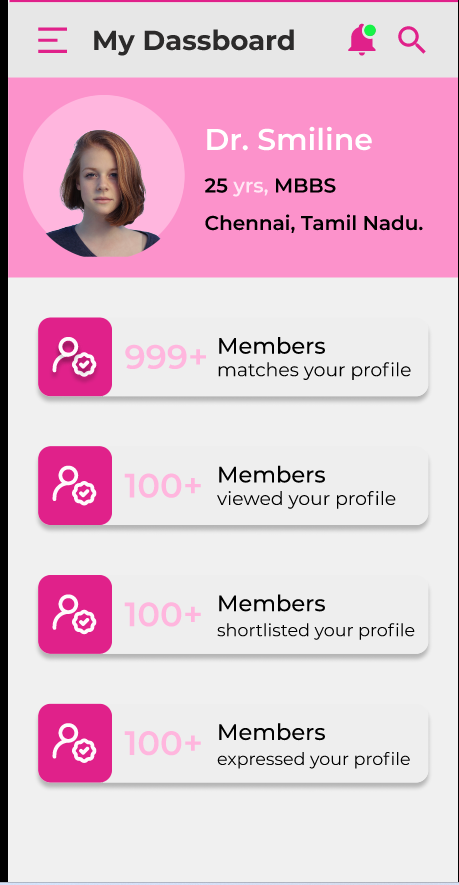 My Dassboard
Dr. Smiline
25 yrs, MBBS
Chennai, Tamil Nadu.
999+ Members
matches your profile
100+ Members
viewed your profile
100+ Members
shortlisted your profile
100+ Members
expressed your profile